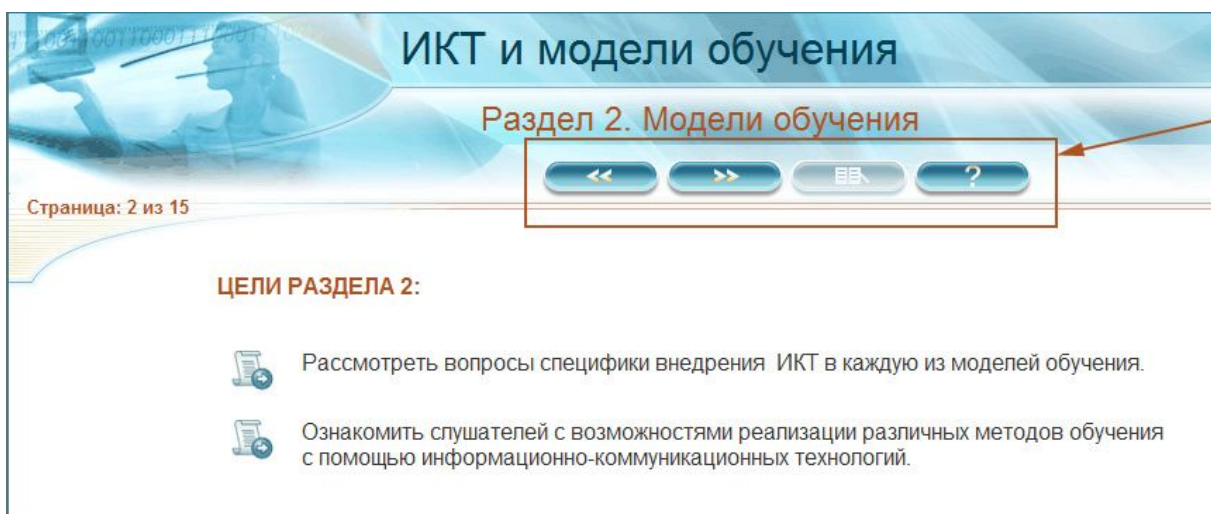 ИКТ и модели обучения
Раздел 2. Модели обучения
<< >> ?
Страница: 2 из 15
ЦЕЛИ РАЗДЕЛА 2:
Рассмотреть вопросы специфики внедрения ИКТ в каждую из моделей обучения.
Ознакомить слушателей с возможностями реализации различных методов обучения
с помощью информационно-коммуникационных технологий.